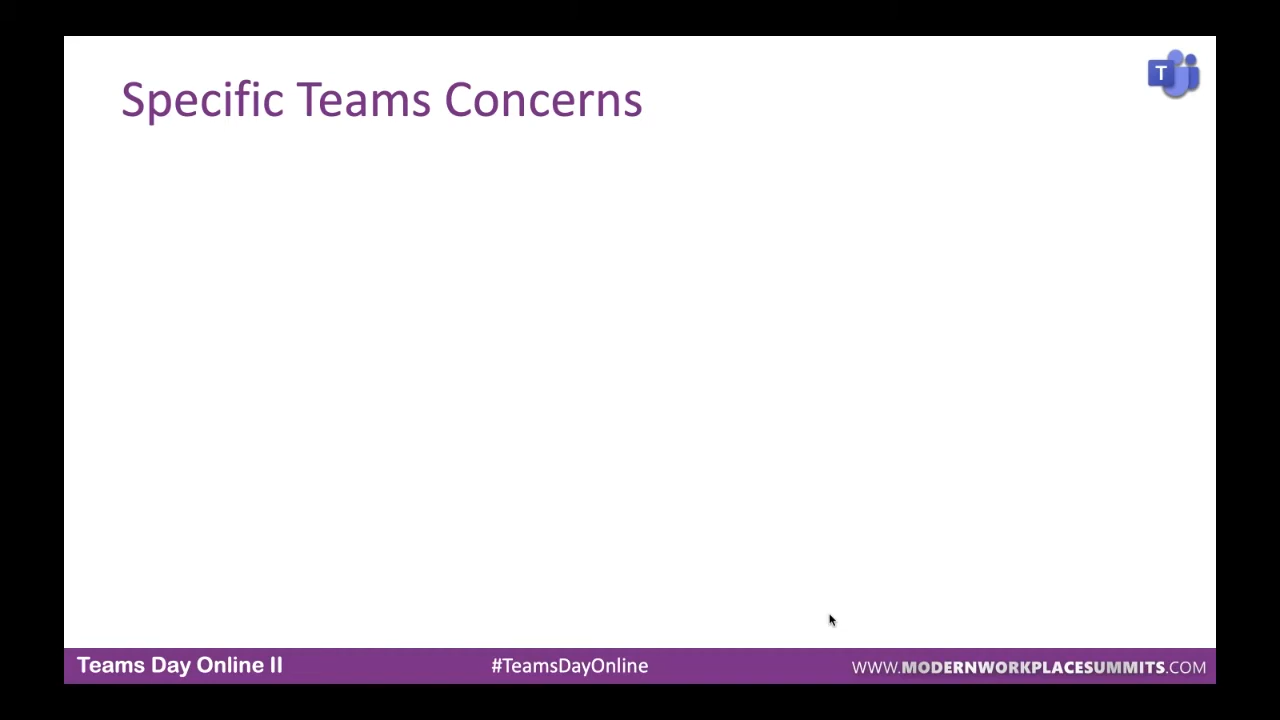 Specific Teams Concerns
T
Teams Day Online II
#TeamsDayOnline
WWW.MODERNWORKPLACESUMMITS.COM